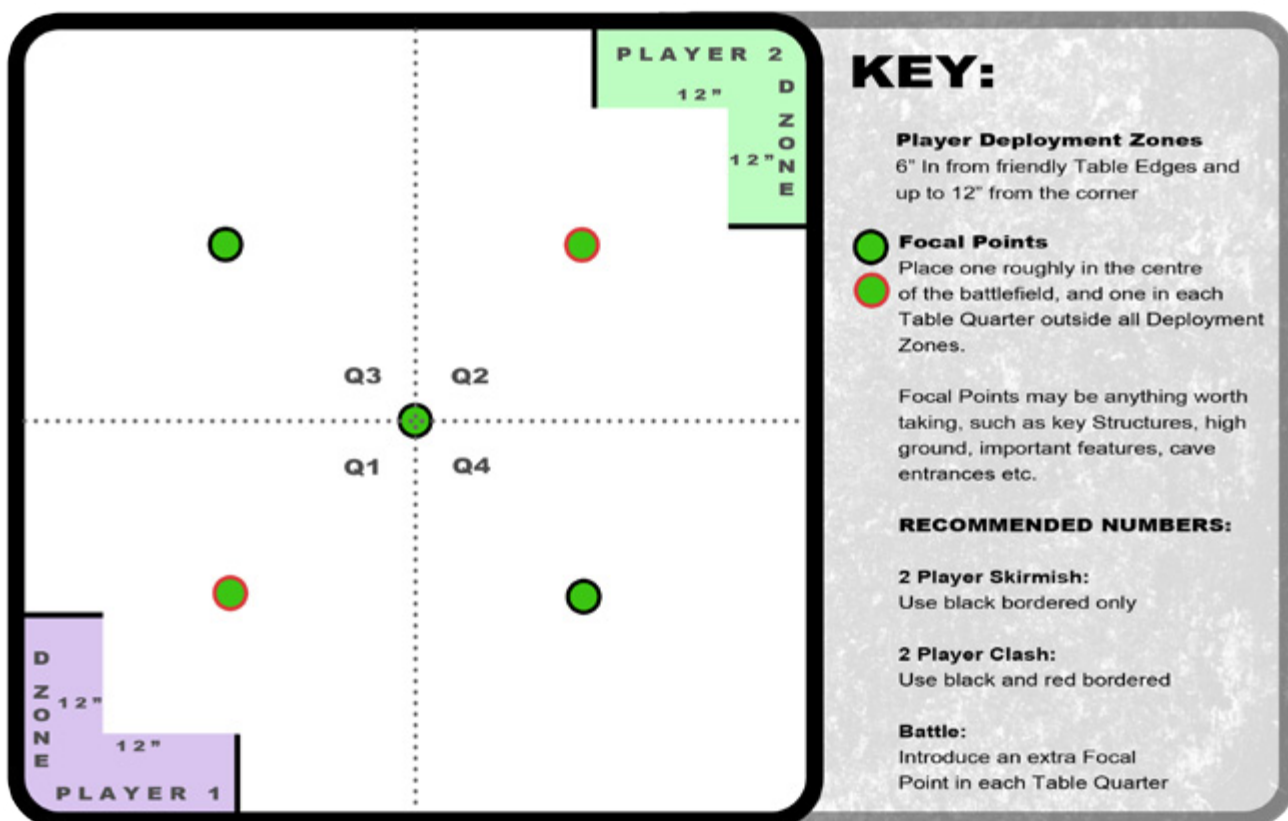 PLAYER 2
12"
D ZONE
12"
Q3
Q2
Q1
Q4
D ZONE
12"
12"
PLAYER 1
KEY:
Player Deployment Zones
6" In from friendly Table Edges and
up to 12" from the corner
Focal Points
Place one roughly in the centre
of the battlefield, and one in each
Table Quarter outside all Deployment
Zones.
Focal Points may be anything worth
taking, such as key Structures, high
ground, important features, cave
entrances etc.
RECOMMENDED NUMBERS:
2 Player Skirmish:
Use black bordered only
2 Player Clash:
Use black and red bordered
Battle:
Introduce an extra Focal
Point in each Table Quarter